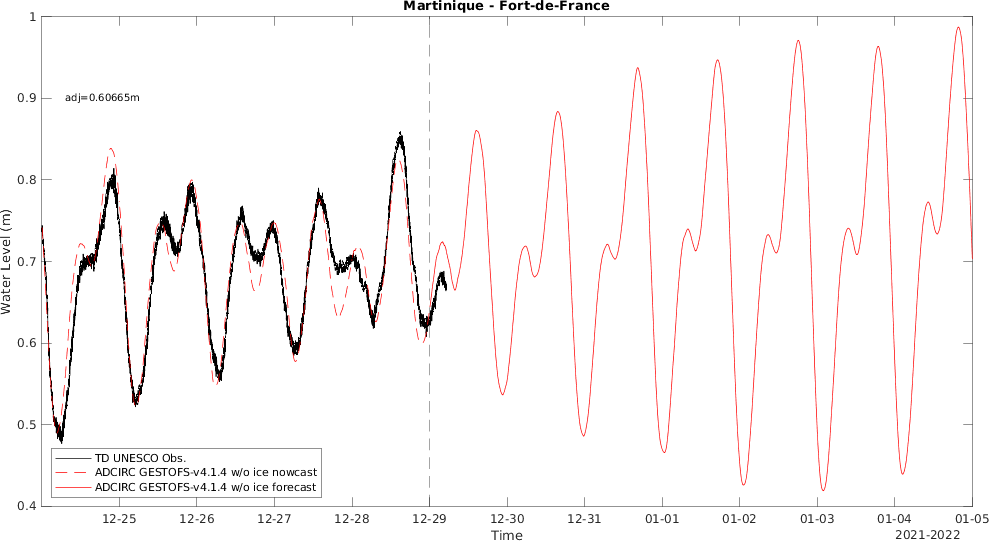 Martinique - Fort-de-France
1
0.9
0.8
0.7
0.6
0.5
0.4
Water Level (m)
adj=0.60665m
TD UNESCO Obs.
ADCIRC GESTOFS-v4.1.4 w/o ice nowcast
ADCIRC GESTOFS-v4.1.4 w/o ice forecast
12-25 12-26 12-27 12-28 12-29 12-30 12-31 01-01 01-02 01-03 01-04 01-05
Time
2021-2022